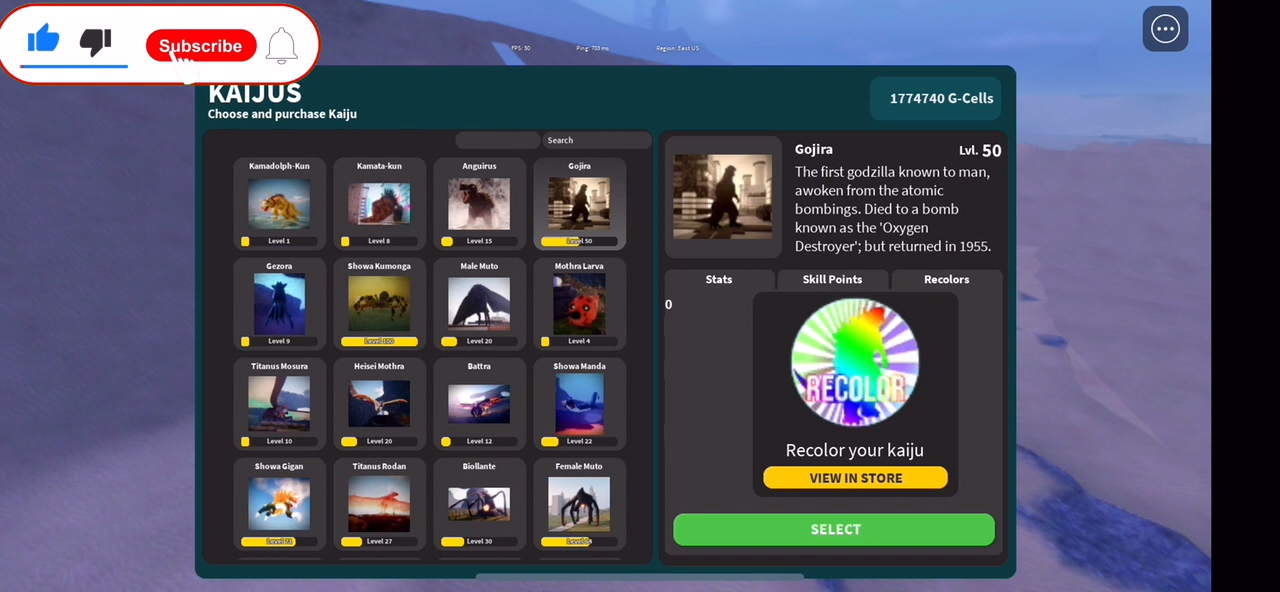 Subscribe
FPS: 50
Ping: 703 ms
Region: East US
KAIJUS
Choose and purchase Kaiju
1774740 G-Cells
Search
Kamadolph-Kun
Kamata-kun
Anguirus
Gojira
Level 1
Level 8
Level 15
Level 50
Gezora
Showa Kumonga
Male Muto
Mothra Larva
Level 9
Level 100
Level 20
Level 4
Titanus Mosura
Heisei Mothra
Battra
Showa Manda
Level 10
Level 20
Level 12
Level 22
Showa Gigan
Titanus Rodan
Biollante
Female Muto
Level 71
Level 27
Level 30
Gojira
Lvl. 50
The first godzilla known to man,
awoken from the atomic
bombings. Died to a bomb
known as the 'Oxygen
Destroyer'; but returned in 1955.
Stats
Skill Points
Recolors
0
RECOLOR
Recolor your kaiju
VIEW IN STORE
SELECT